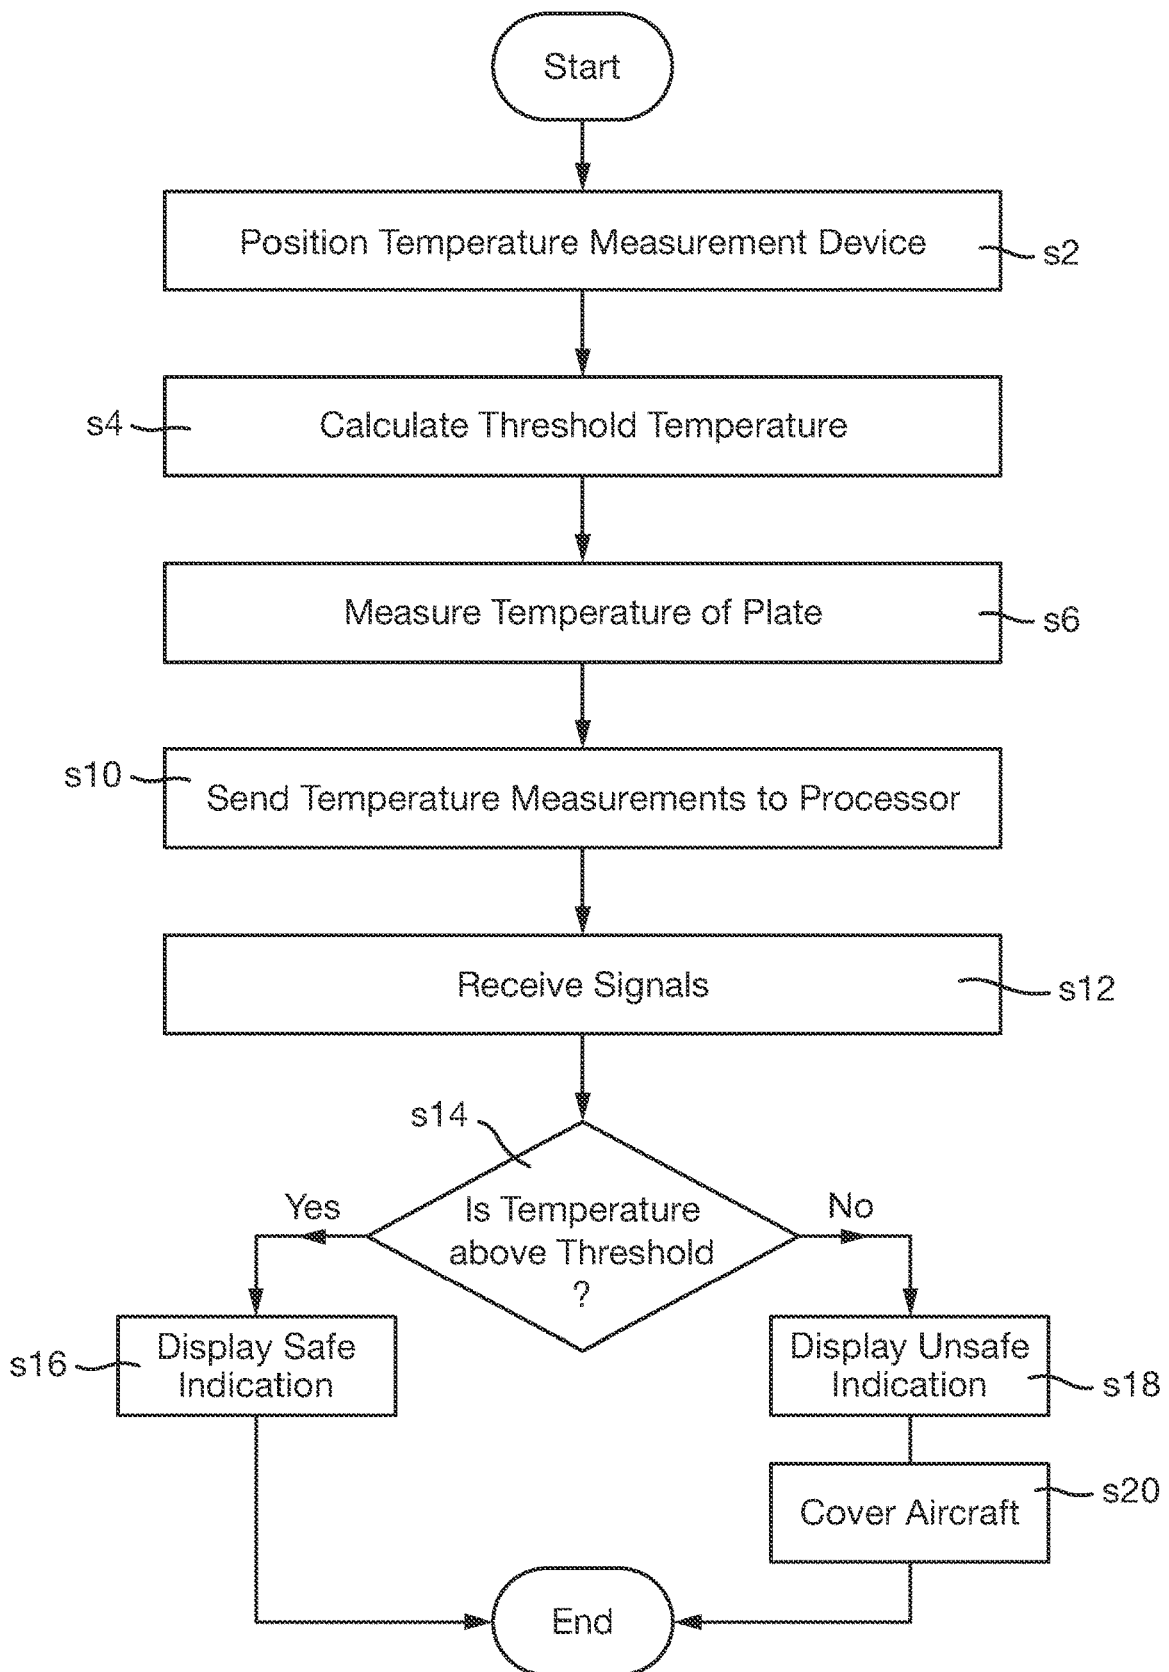 Start
Position Temperature Measurement Device
s2
s4
Calculate Threshold Temperature
Measure Temperature of Plate
s6
s10
Send Temperature Measurements to Processor
Receive Signals
s12
s14
Yes
Is Temperature
above Threshold
?
No
s16
Display Safe
Indication
Display Unsafe
Indication
s18
Cover Aircraft
s20
End